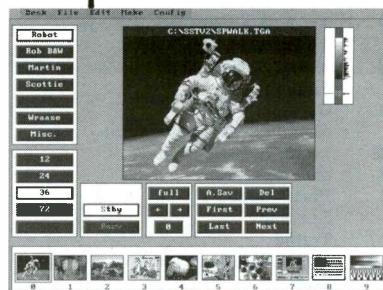 Desk File Edit Make Config
C:\SSTV2\SPWALK.TGA
Robot
Rob B&W
Martin
Scottie
Wraase
Misc.
12
24
36
72
Stby
full
← →
0
A.Sav Del
First Prev
Last Next
0 1 2 3 4 5 6 7 8 9